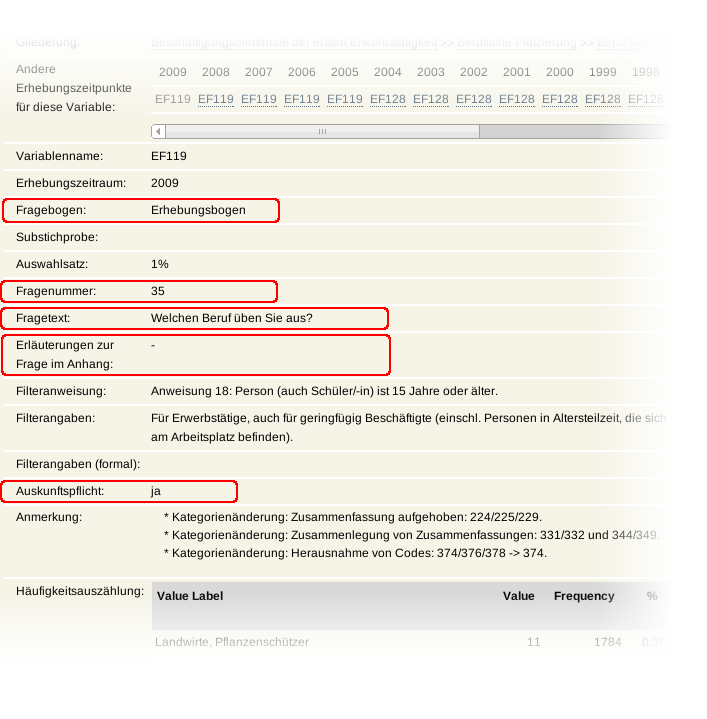 Gliederung: Beschäftigungsmerkmale der ersten Erwerbstätigkeit >> Berufliche Platzierung >> Beruf
Andere Erhebungszeitpunkte für diese Variable:
2009 2008 2007 2006 2005 2004 2003 2002 2001 2000 1999 1998
EF119 EF119 EF119 EF119 EF119 EF128 EF128 EF128 EF128 EF128 EF128 EF128
Variablenname: EF119
Erhebungszeitraum: 2009
Fragebogen: Erhebungsbogen
Substichprobe:
Auswahlsatz: 1%
Fragenummer: 35
Fragetext: Welchen Beruf üben Sie aus?
Erläuterungen zur Frage im Anhang: -
Filteranweisung: Anweisung 18: Person (auch Schüler/-in) ist 15 Jahre oder älter.
Filterangaben: Für Erwerbstätige, auch für geringfügig Beschäftigte (einschl. Personen in Altersteilzeit, die sich
am Arbeitsplatz befinden).
Filterangaben (formal):
Auskunftspflicht: ja
Anmerkung: * Kategorienänderung: Zusammenfassung aufgehoben: 224/225/229.
* Kategorienänderung: Zusammenlegung von Zusammenfassungen: 331/332 und 344/349.
* Kategorienänderung: Herausnahme von Codes: 374/376/378 -> 374.
Häufigkeitsauszählung: Value Label Value Frequency %
Landwirte, Pflanzenschützer 11 1784